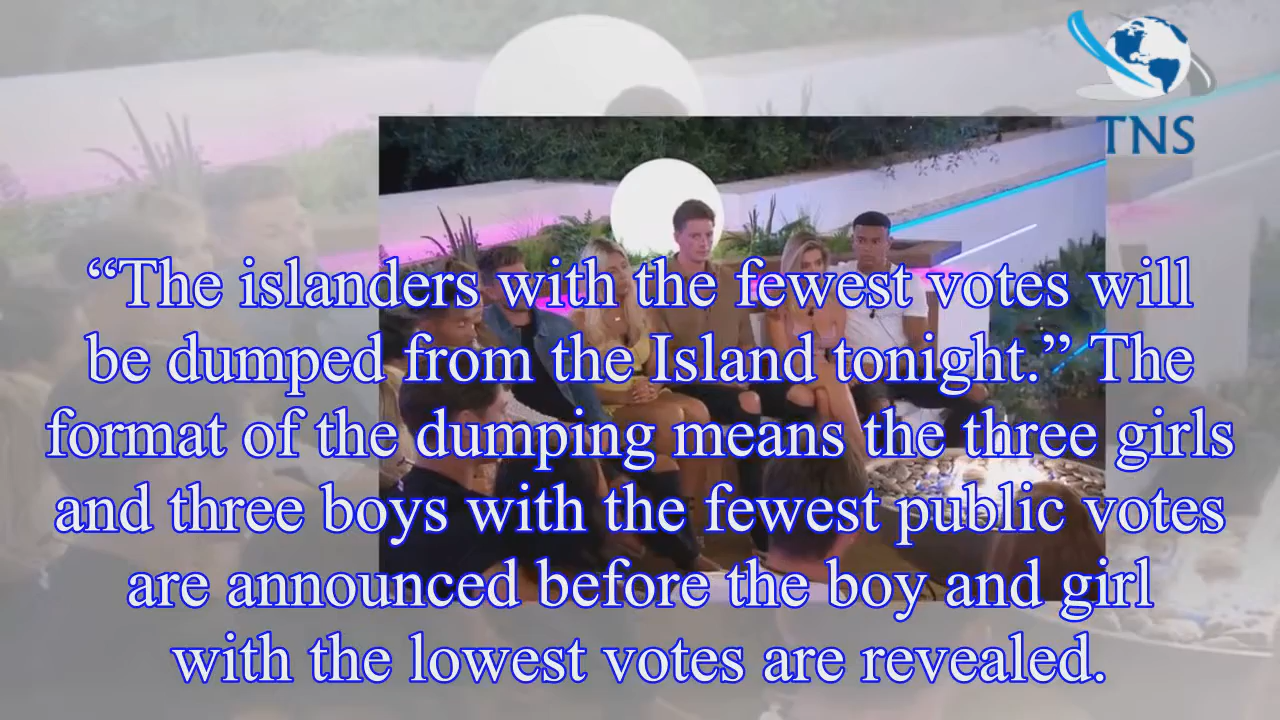 TNS
“The islanders with the fewest votes will
be dumped from the Island tonight.” The
format of the dumping means the three girls
and three boys with the fewest public votes
are announced before the boy and girl
with the lowest votes are revealed.